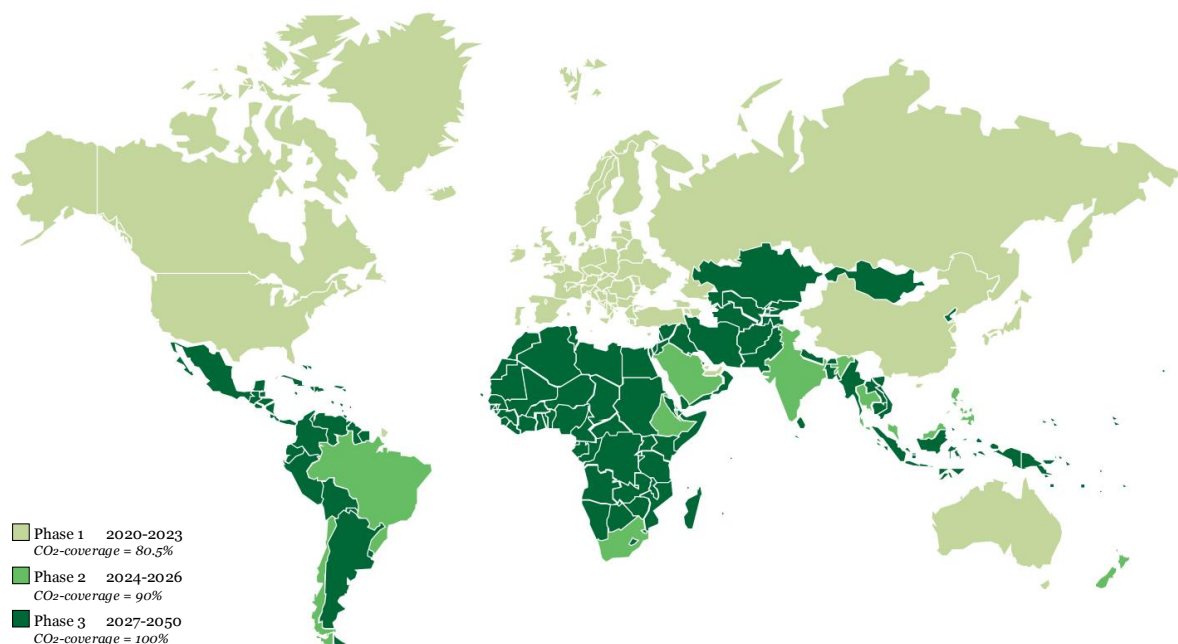 Phase 1 2020-2023
CO2-coverage = 80.5%
Phase 2 2024-2026
CO2-coverage = 90%
Phase 3 2027-2050
CO2-coverage = 100%